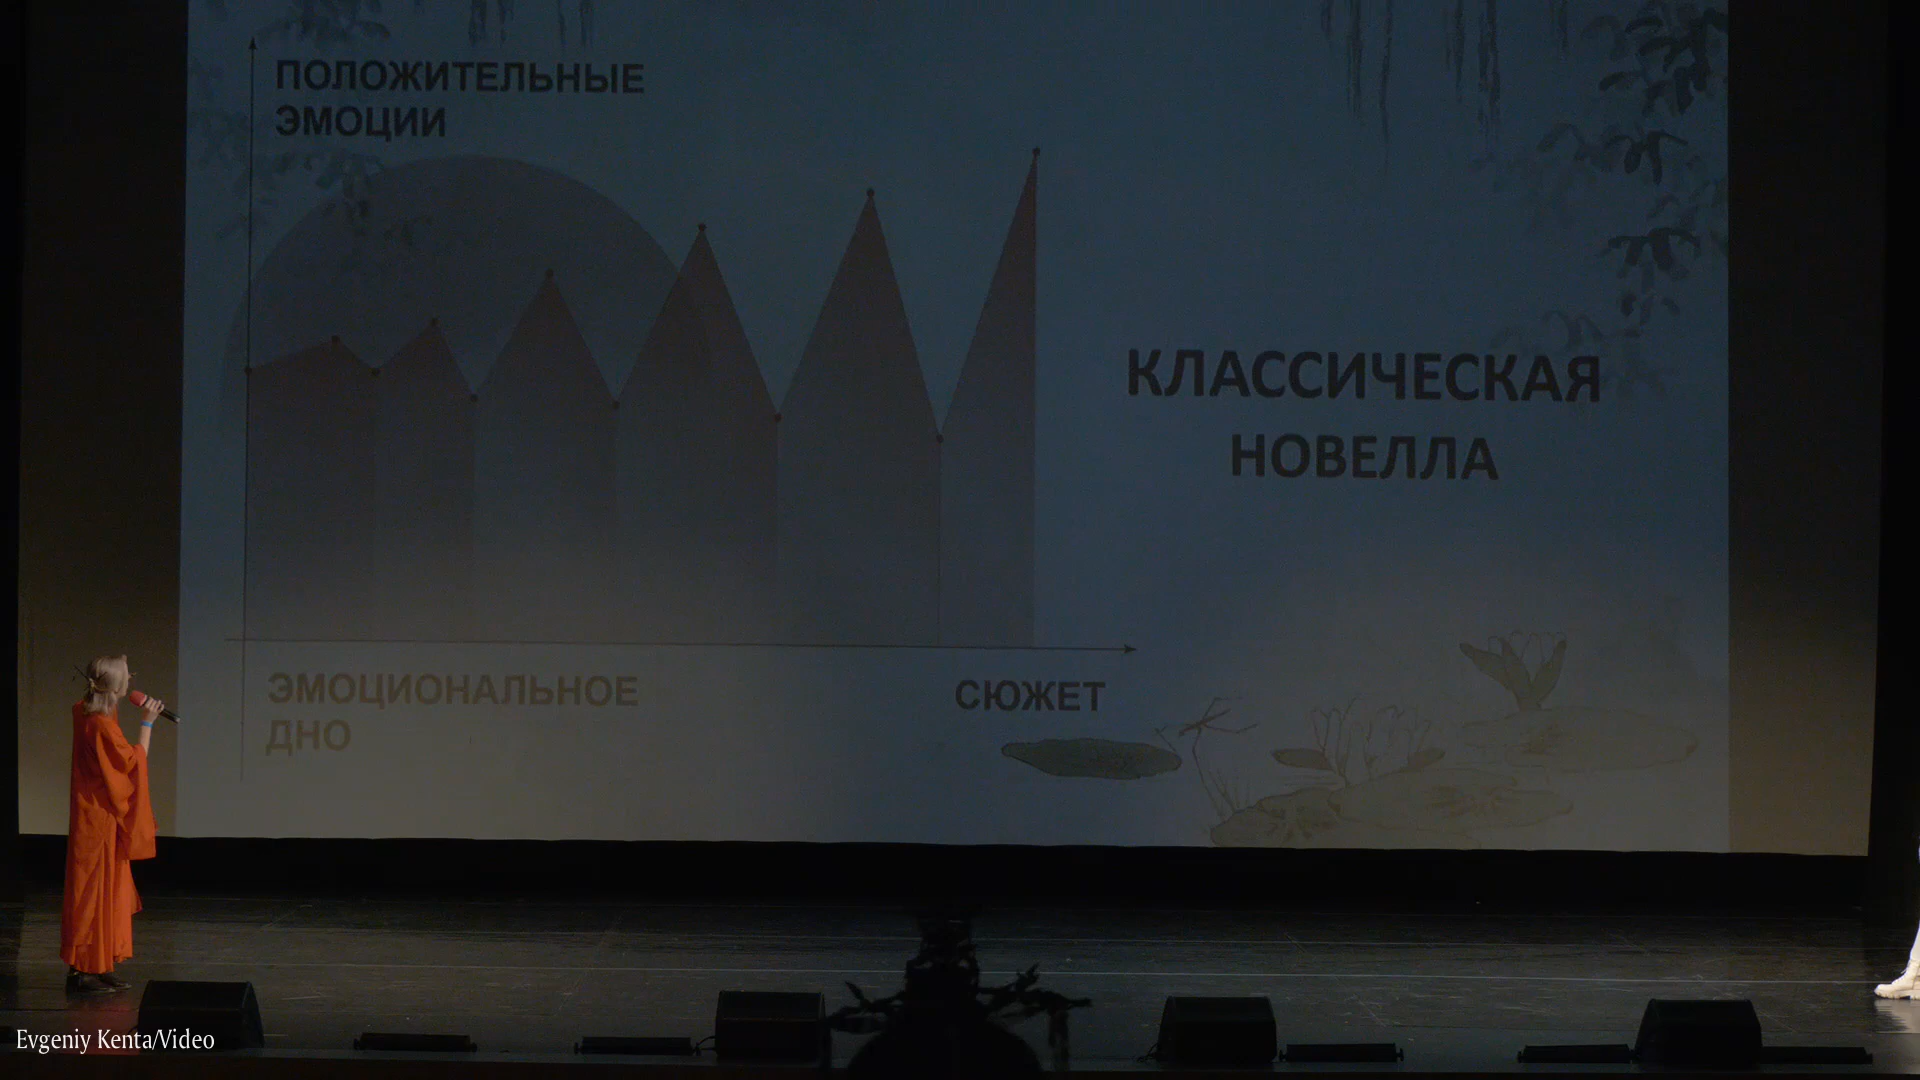 ПОЛОЖИТЕЛЬНЫЕ
ЭМОЦИИ
КЛАССИЧЕСКАЯ
НОВЕЛЛА
ЭМОЦИОНАЛЬНОЕ
ДНО
СЮЖЕТ
Evgeniy Kenta/Video